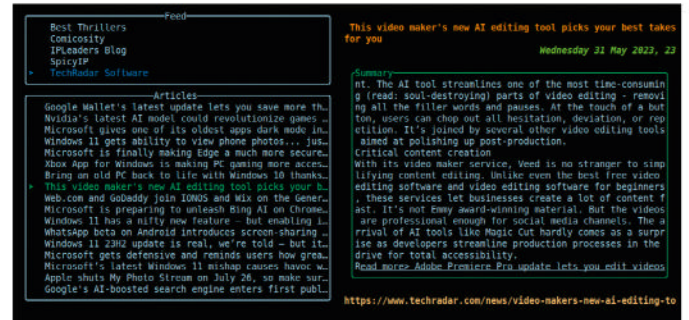 Feed
Best Thrillers
Comicosity
IPLeaders Blog
SpicyIP
> TechRadar Software
Articles
Google Wallet's latest update lets you save more th…
Nvidia's latest AI model could revolutionize games …
Microsoft gives one of its oldest apps dark mode in…
Windows 11 gets ability to view phone photos... jus…
Microsoft is finally making Edge a much more secure…
Xbox App for Windows is making PC gaming more acces…
Bring an old PC back to life with Windows 10 thanks…
> This video maker's new AI editing tool picks your b…
Web.com and GoDaddy join IONOS and Wix on the Gener…
Microsoft is preparing to unleash Bing AI on Chrome…
Windows 11 has a nifty new feature – but enabling i…
WhatsApp beta on Android introduces screen-sharing …
Windows 11 23H2 update is real, we're told – but it…
Microsoft gets defensive and reminds users how grea…
Microsoft's latest Windows 11 mishap causes havoc w…
Apple shuts My Photo Stream on July 26, so make sur…
Google's AI-boosted search engine enters first publ…
This video maker's new AI editing tool picks your best takes
for you
Wednesday 31 May 2023, 23
Summary
nt. The AI tool streamlines one of the most time-consumin
g (read: soul-destroying) parts of video editing - removi
ng all the filler words and pauses. At the touch of a but
ton, users can chop out all hesitation, deviation, or rep
etition. It's joined by several other video editing tools
aimed at polishing up post-production.
Critical content creation
With its video maker service, Veed is no stranger to simp
lifying content editing. Unlike even the best free video
editing software and video editing software for beginners
, these services let businesses create a lot of content f
ast. It's not Emmy award-winning material. But the videos
are professional enough for social media channels. The a
rrival of AI tools like Magic Cut hardly comes as a surpr
ise as developers streamline production processes in the
drive for total accessibility.
Read more> Adobe Premiere Pro update lets you edit videos
https://www.techradar.com/news/video-makers-new-ai-editing-to